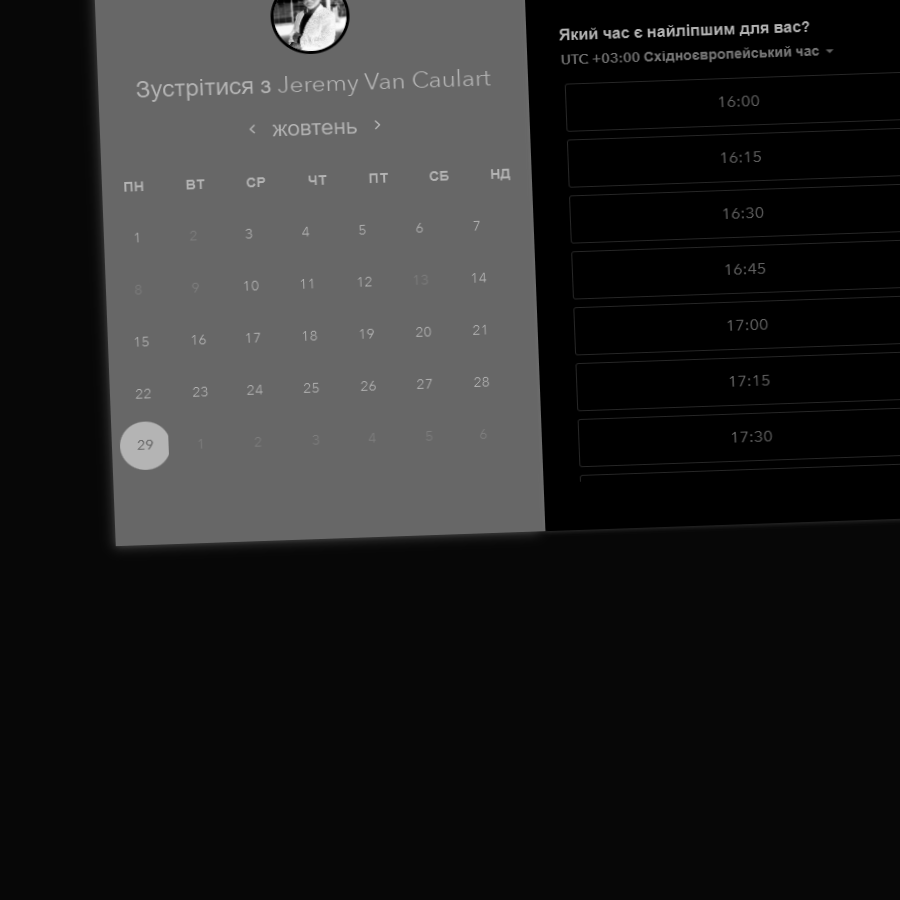 Зустрітися з Jeremy Van Caulart
жовтень
ПН ВТ СР ЧТ ПТ СБ НД
1 2 3 4 5 6 7
8 9 10 11 12 13 14
15 16 17 18 19 20 21
22 23 24 25 26 27 28
29 1 2 3 4 5 6
Який час є найліпшим для вас?
UTC +03:00 Східноєвропейський час
16:00
16:15
16:30
16:45
17:00
17:15
17:30